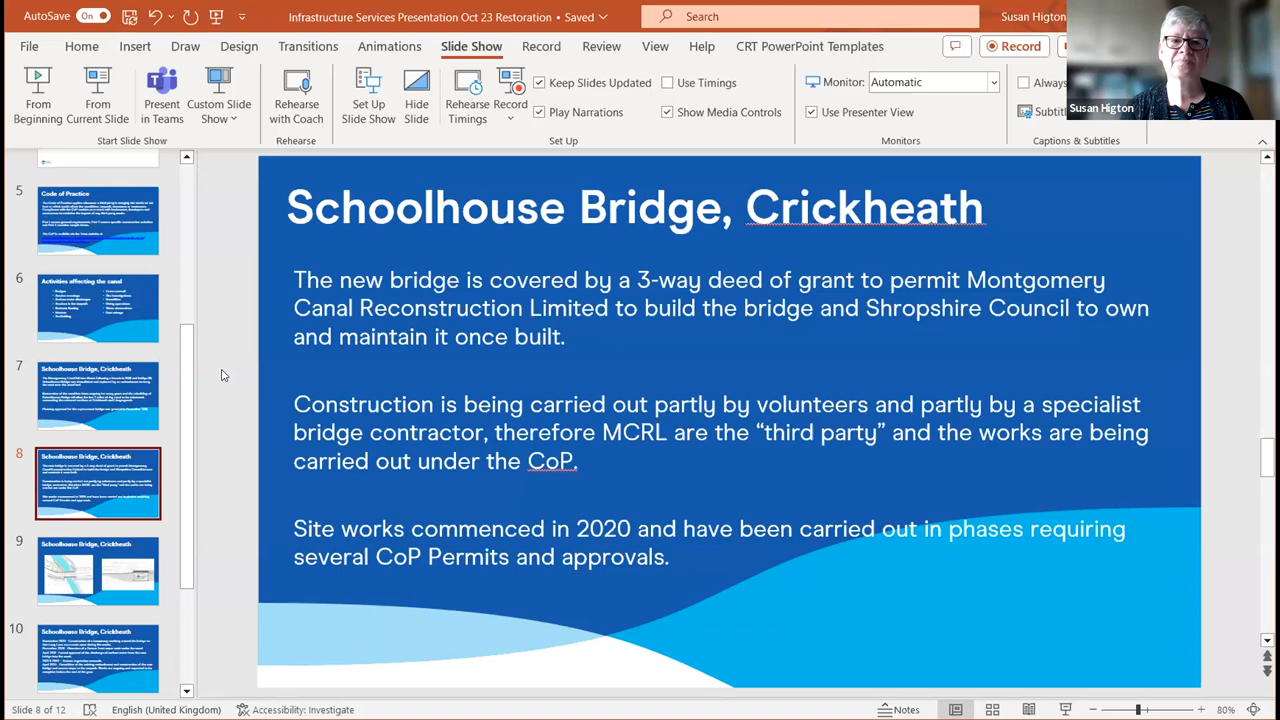 AutoSave On
Infrastructure Services Presentation Oct 23 Restoration • Saved
Search
Susan Higton
File Home Insert Draw Design Transitions Animations Slide Show Record Review View Help CRT PowerPoint Templates
Record
From Beginning
From Current Slide
Present in Teams
Custom Slide Show
Rehearse with Coach
Set Up Slide Show
Hide Slide
Rehearse Timings
Record
Keep Slides Updated
Use Timings
Play Narrations
Show Media Controls
Monitor: Automatic
Use Presenter View
Always
Subtit
Susan Higton
Start Slide Show Rehearse Set Up Monitors Captions & Subtitles
5
Code of Practice
6
Activities affecting the canal
7
Schoolhouse Bridge, Crickheath
8
Schoolhouse Bridge, Crickheath
9
Schoolhouse Bridge, Crickheath
10
Schoolhouse Bridge, Crickheath
Schoolhouse Bridge, Crickheath
The new bridge is covered by a 3-way deed of grant to permit Montgomery
Canal Reconstruction Limited to build the bridge and Shropshire Council to own
and maintain it once built.
Construction is being carried out partly by volunteers and partly by a specialist
bridge contractor, therefore MCRL are the “third party” and the works are being
carried out under the CoP.
Site works commenced in 2020 and have been carried out in phases requiring
several CoP Permits and approvals.
Slide 8 of 12 English (United Kingdom) Accessibility: Investigate Notes 80%